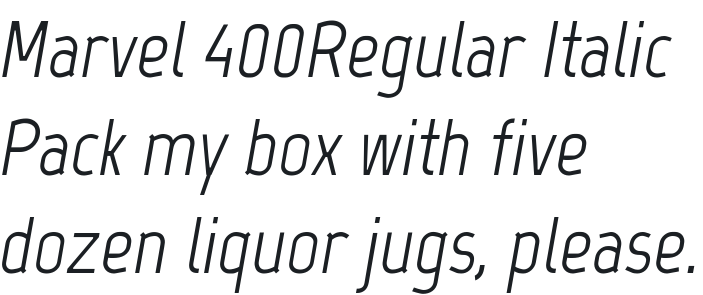 Marvel 400Regular Italic
Pack my box with five
dozen liquor jugs, please.